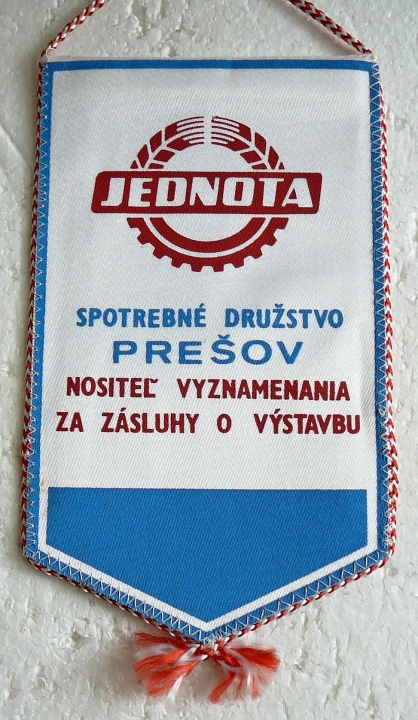 JEDNOTA
SPOTREBNÉ DRUŽSTVO
PREŠOV
NOSITEĽ VYZNAMENANIA
ZA ZÁSLUHY O VÝSTAVBU